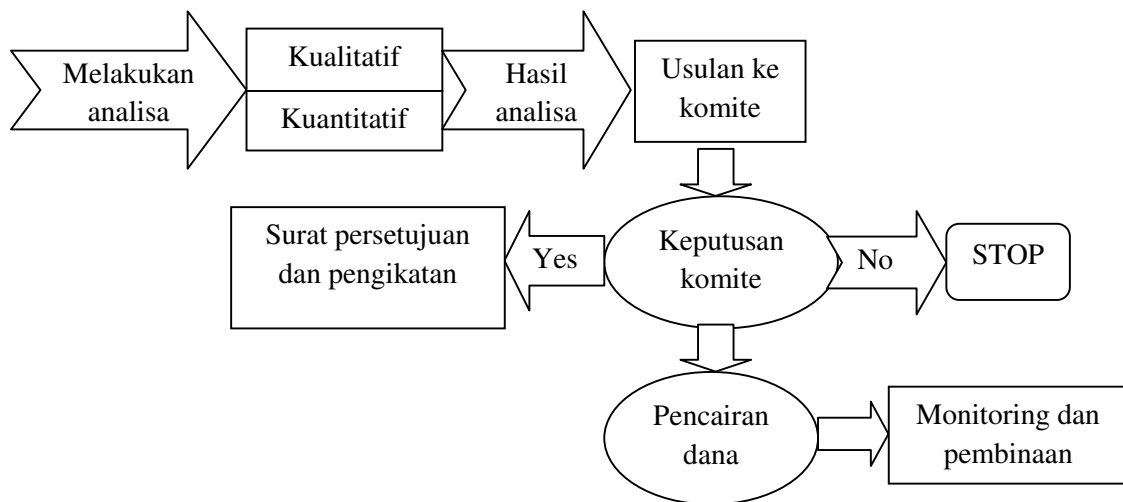 Melakukan
analisa
Kualitatif
Kuantitatif
Hasil
analisa
Usulan ke
komite
Surat persetujuan
dan pengikatan
Yes
Keputusan
komite
No
STOP
Pencairan
dana
Monitoring dan
pembinaan